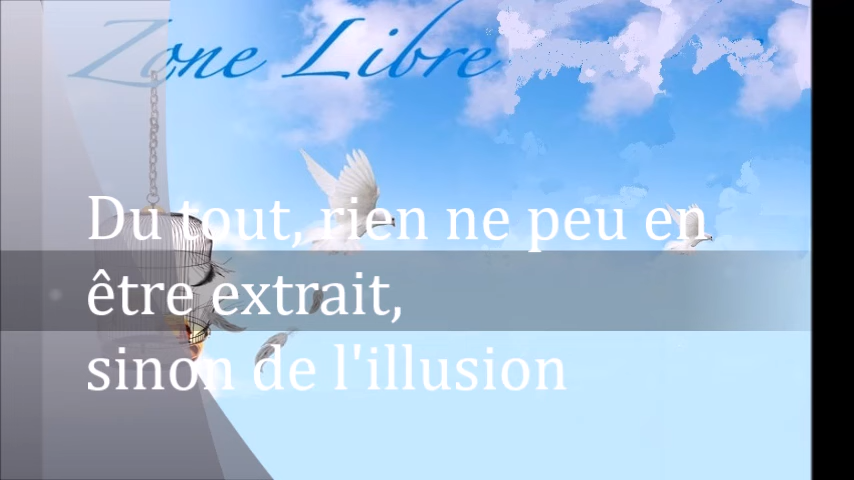 Zone Libre
Du tout, rien ne peu en
être extrait,
sinon de l'illusion